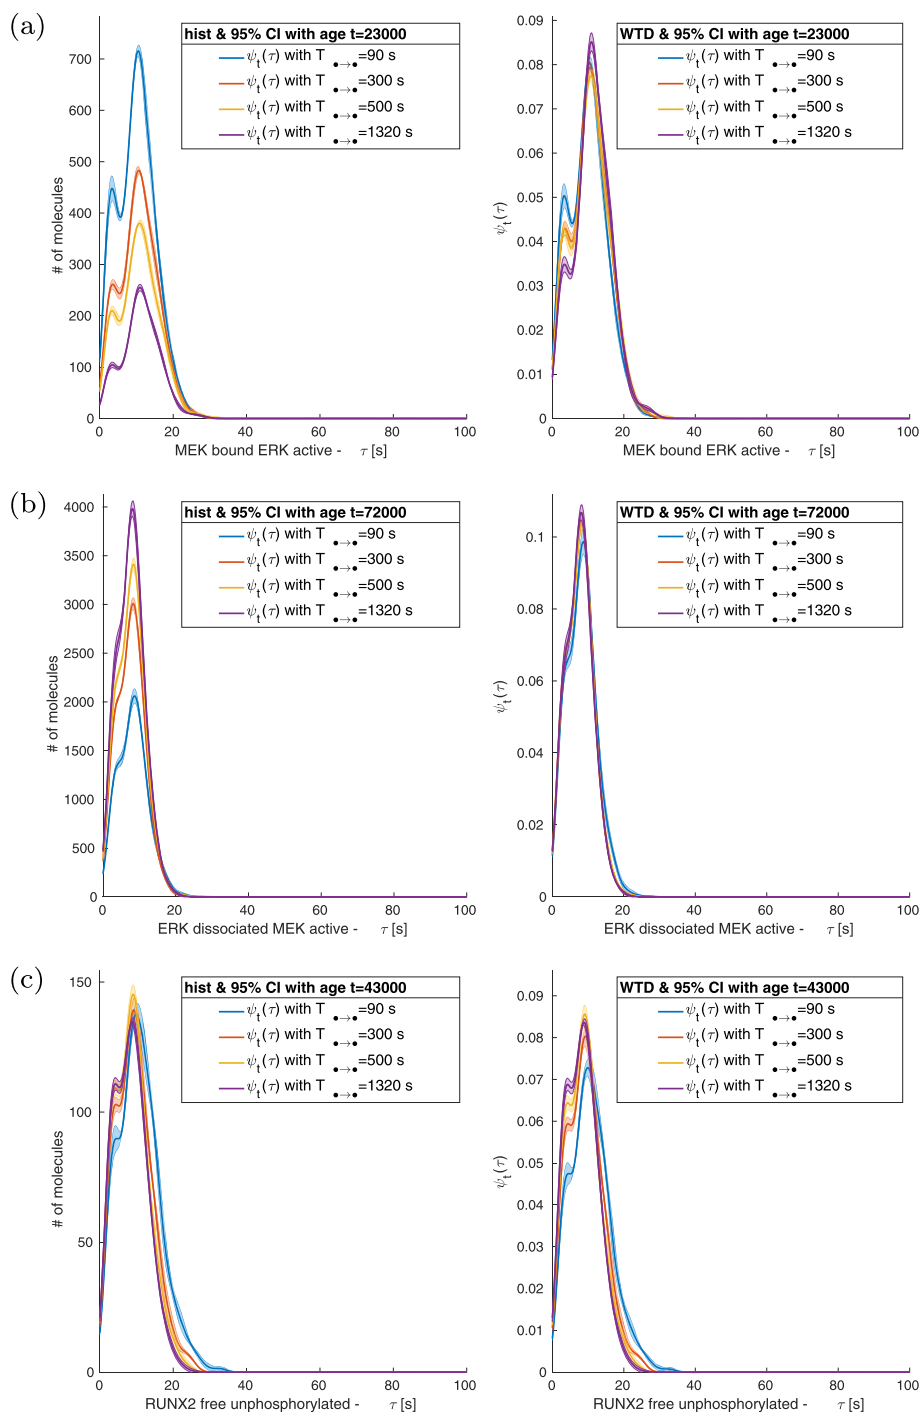 (a)
hist & 95% CI with age t=23000
ψt(τ) with T •→•=90 s
ψt(τ) with T •→•=300 s
ψt(τ) with T •→•=500 s
ψt(τ) with T •→•=1320 s
# of molecules
700
600
500
400
300
200
100
0
0 20 40 60 80 100
MEK bound ERK active - τ [s]
WTD & 95% CI with age t=23000
ψt(τ) with T •→•=90 s
ψt(τ) with T •→•=300 s
ψt(τ) with T •→•=500 s
ψt(τ) with T •→•=1320 s
ψt(τ)
0.09
0.08
0.07
0.06
0.05
0.04
0.03
0.02
0.01
0
0 20 40 60 80 100
MEK bound ERK active - τ [s]
(b)
hist & 95% CI with age t=72000
ψt(τ) with T •→•=90 s
ψt(τ) with T •→•=300 s
ψt(τ) with T •→•=500 s
ψt(τ) with T •→•=1320 s
# of molecules
4000
3500
3000
2500
2000
1500
1000
500
0
0 20 40 60 80 100
ERK dissociated MEK active - τ [s]
WTD & 95% CI with age t=72000
ψt(τ) with T •→•=90 s
ψt(τ) with T •→•=300 s
ψt(τ) with T •→•=500 s
ψt(τ) with T •→•=1320 s
ψt(τ)
0.1
0.08
0.06
0.04
0.02
0
0 20 40 60 80 100
ERK dissociated MEK active - τ [s]
(c)
hist & 95% CI with age t=43000
ψt(τ) with T •→•=90 s
ψt(τ) with T •→•=300 s
ψt(τ) with T •→•=500 s
ψt(τ) with T •→•=1320 s
# of molecules
150
100
50
0
0 20 40 60 80 100
RUNX2 free unphosphorylated - τ [s]
WTD & 95% CI with age t=43000
ψt(τ) with T •→•=90 s
ψt(τ) with T •→•=300 s
ψt(τ) with T •→•=500 s
ψt(τ) with T •→•=1320 s
ψt(τ)
0.09
0.08
0.07
0.06
0.05
0.04
0.03
0.02
0.01
0
0 20 40 60 80 100
RUNX2 free unphosphorylated - τ [s]